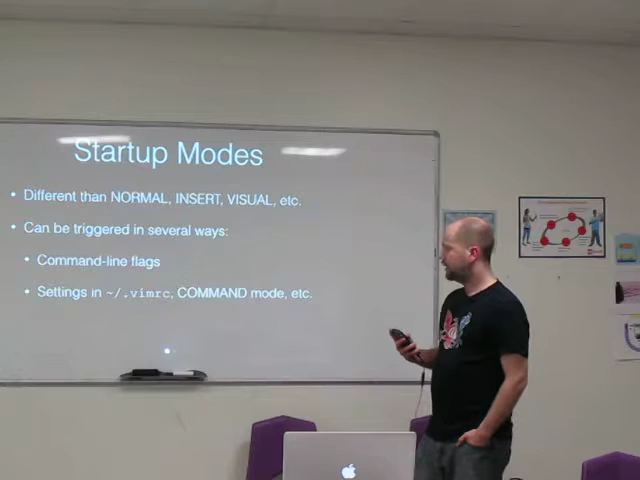 Startup Modes
• Different than NORMAL, INSERT, VISUAL, etc.
• Can be triggered in several ways:
• Command-line flags
• Settings in ~/.vimrc, COMMAND mode, etc.